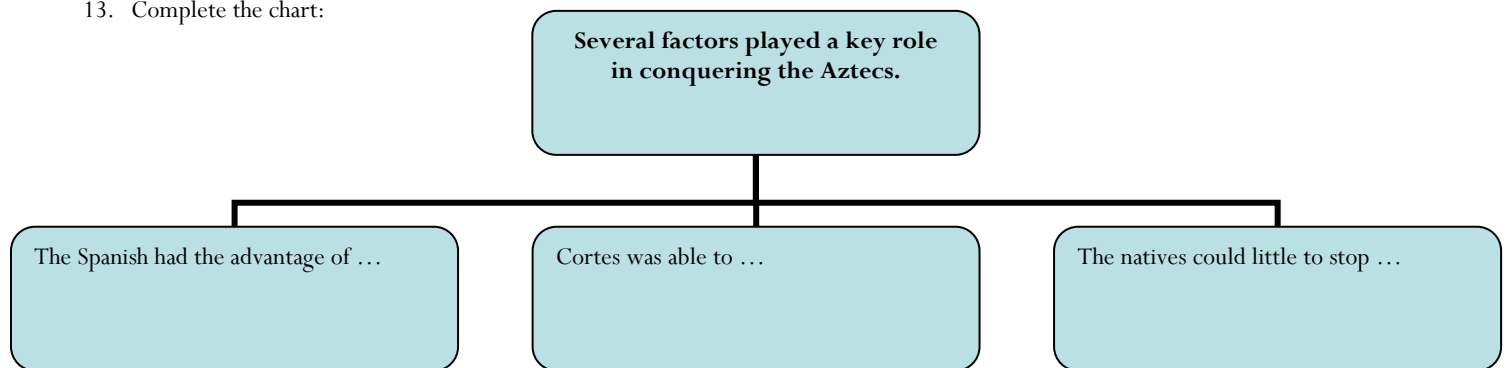 13. Complete the chart:
Several factors played a key role
in conquering the Aztecs.
The Spanish had the advantage of …
Cortes was able to …
The natives could little to stop …